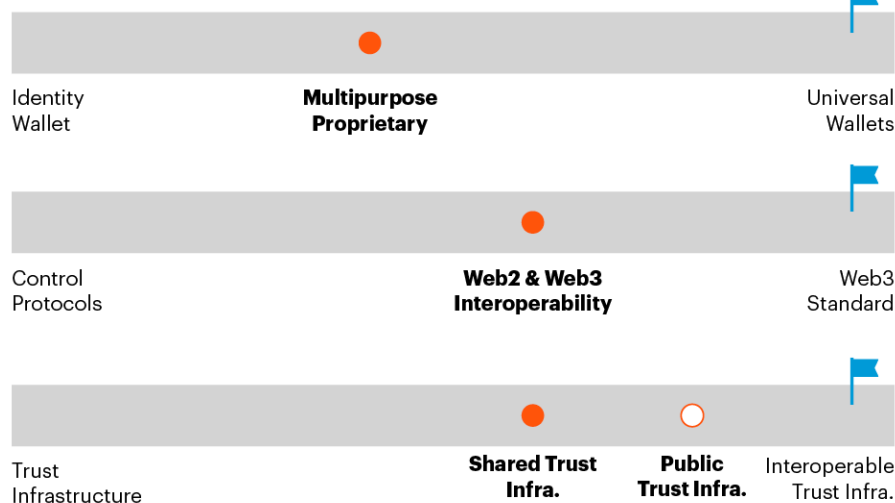 Identity
Wallet
Multipurpose
Proprietary
Universal
Wallets
Control
Protocols
Web2 & Web3
Interoperability
Web3
Standard
Trust
Infrastructure
Shared Trust
Infra.
Public
Trust Infra.
Interoperable
Trust Infra.